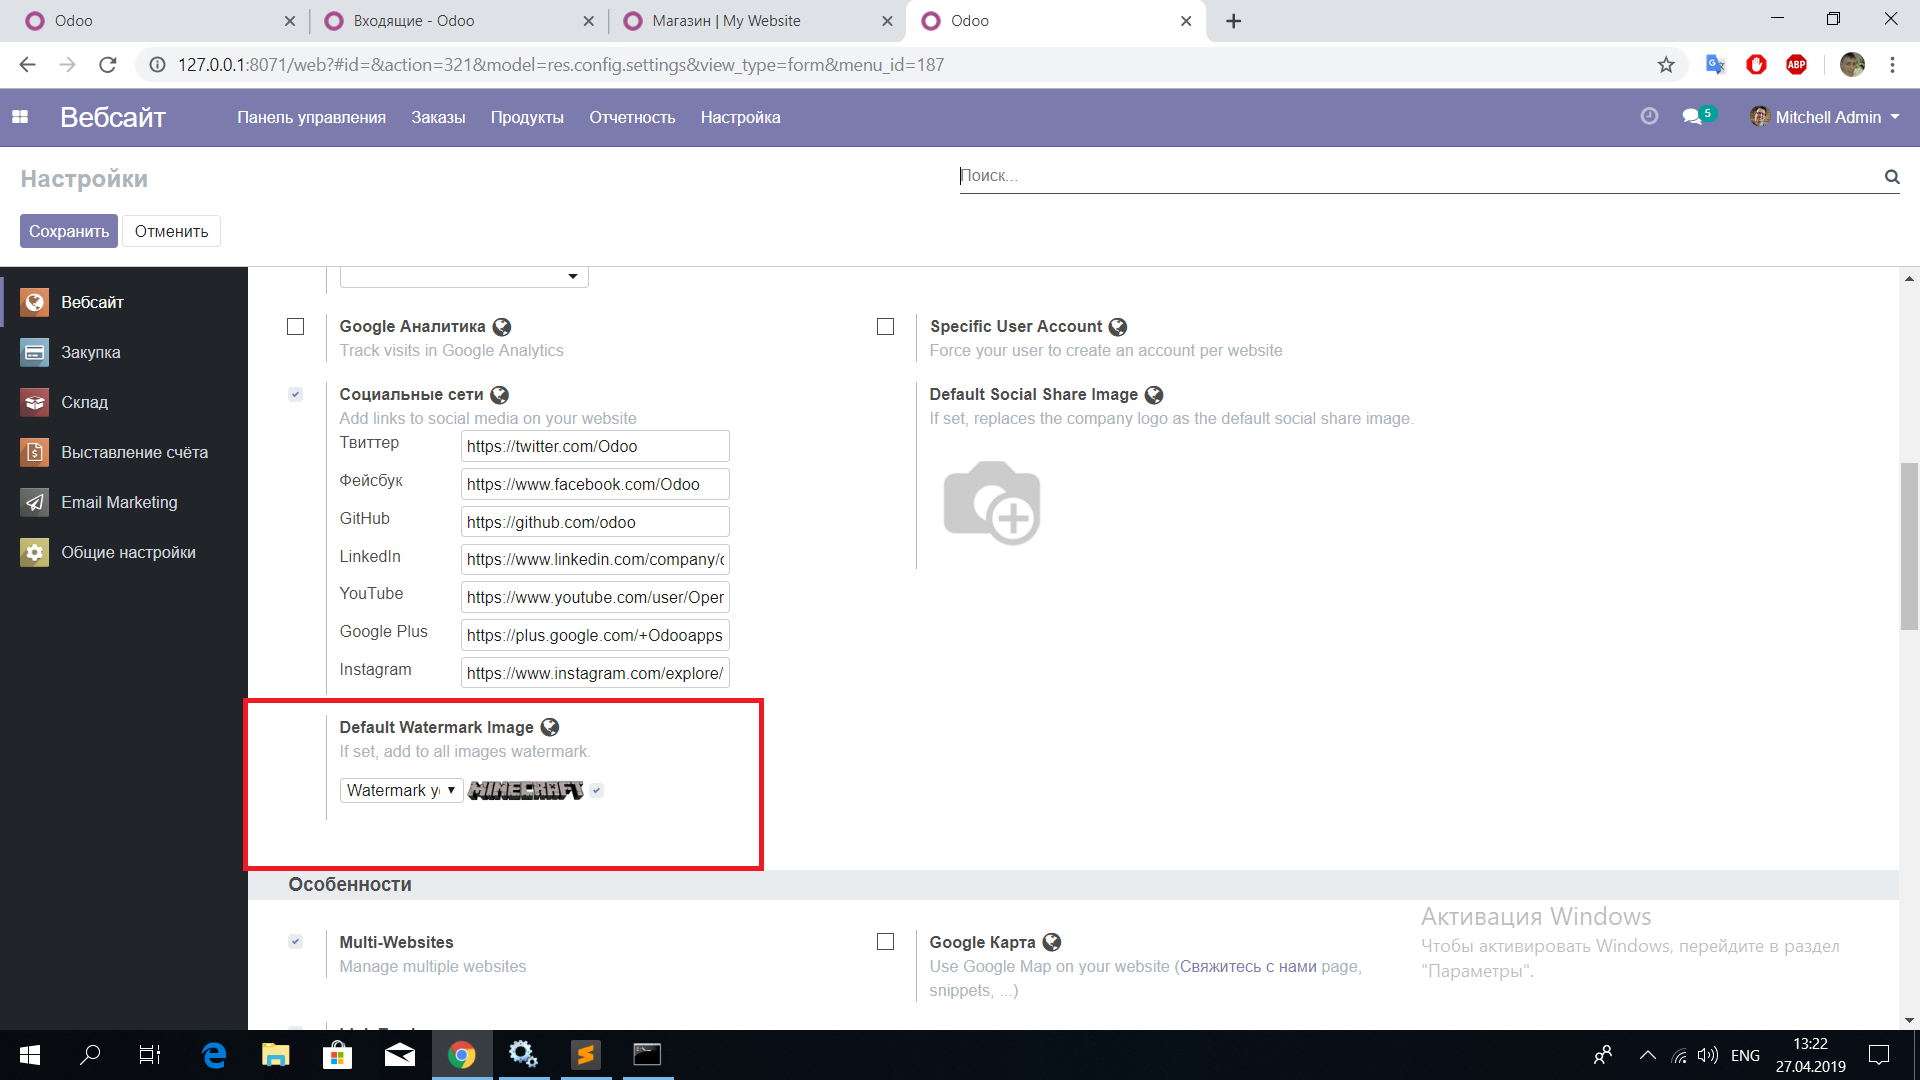 Odoo
Входящие - Odoo
Магазин | My Website
Odoo
127.0.0.1:8071/web?#id=&action=321&model=res.config.settings&view_type=form&menu_id=187
ABP
Вебсайт
Панель управления
Заказы
Продукты
Отчетность
Настройка
5
Mitchell Admin
Настройки
Поиск...
Сохранить
Отменить
Вебсайт
Закупка
Склад
Выставление счёта
Email Marketing
Общие настройки
Google Аналитика
Track visits in Google Analytics
Specific User Account
Force your user to create an account per website
Социальные сети
Add links to social media on your website
Default Social Share Image
If set, replaces the company logo as the default social share image.
Твиттер
https://twitter.com/Odoo
Фейсбук
https://www.facebook.com/Odoo
GitHub
https://github.com/odoo
LinkedIn
https://www.linkedin.com/company/
YouTube
https://www.youtube.com/user/Oper
Google Plus
https://plus.google.com/+Odooapps
Instagram
https://www.instagram.com/explore/
Default Watermark Image
If set, add to all images watermark.
Watermark
MINECRAFT
Особенности
Multi-Websites
Manage multiple websites
Google Карта
Use Google Map on your website (Свяжитесь с нами page,
snippets, ...)
Активация Windows
Чтобы активировать Windows, перейдите в раздел
"Параметры".
ENG
13:22
27.04.2019